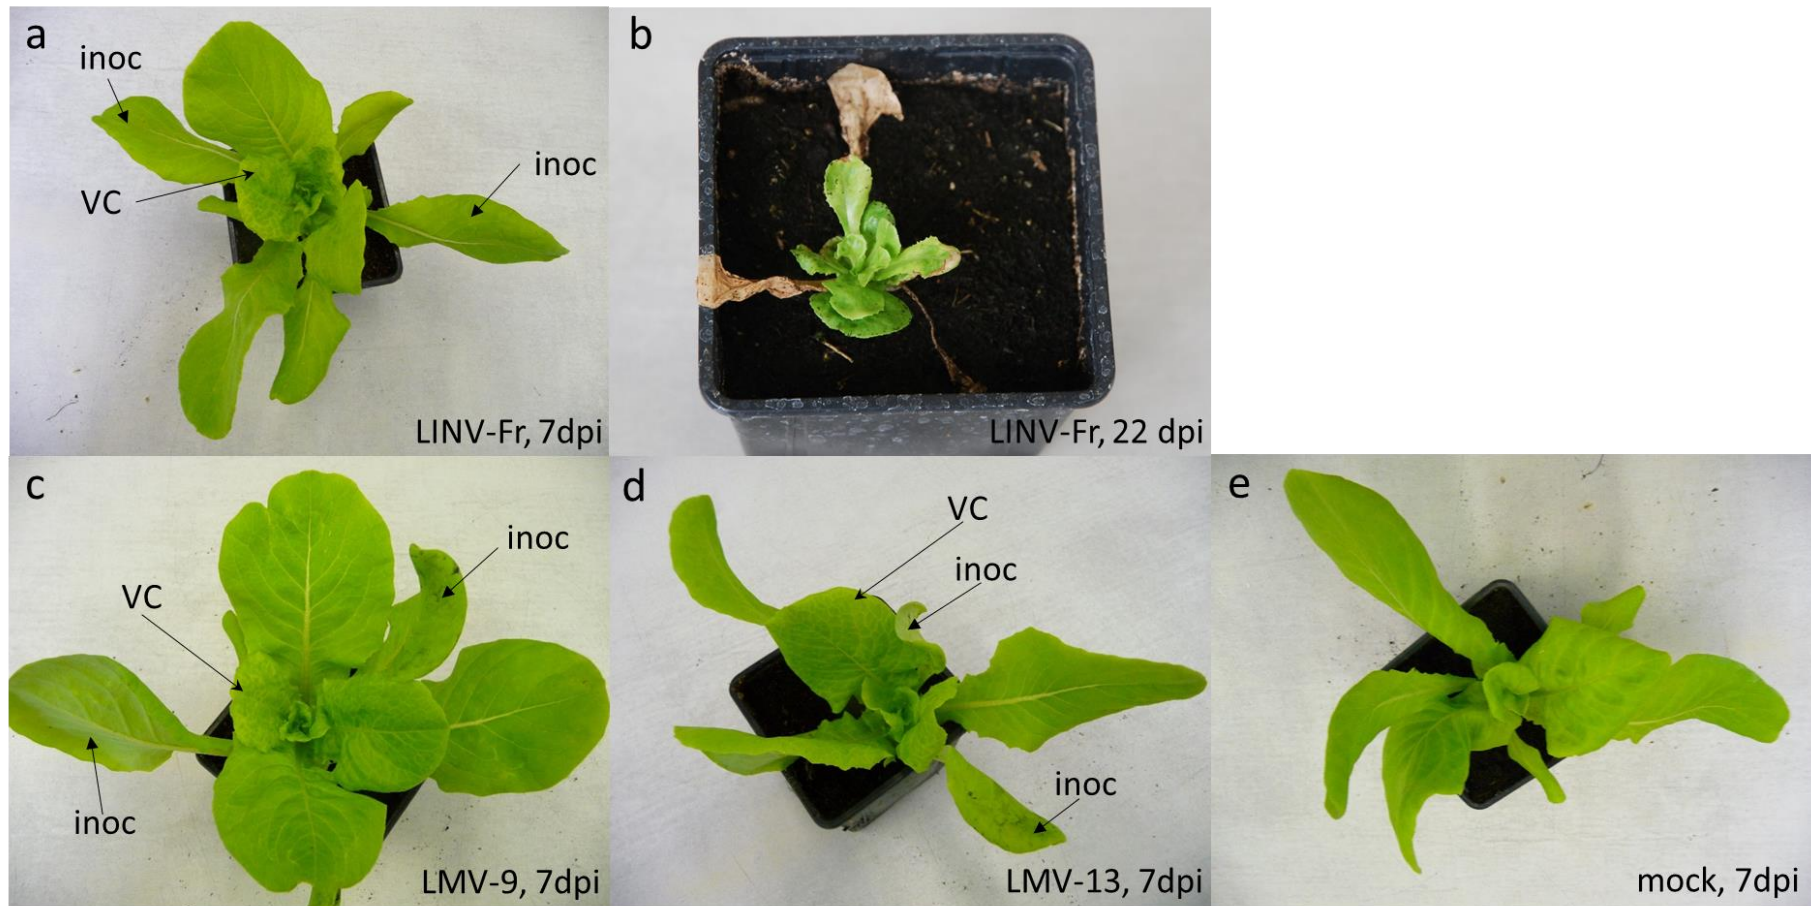 a
inoc
inoc
VC
LINV-Fr, 7dpi
b
LINV-Fr, 22 dpi
c
inoc
VC
inoc
LMV-9, 7dpi
d
VC
inoc
inoc
LMV-13, 7dpi
e
mock, 7dpi